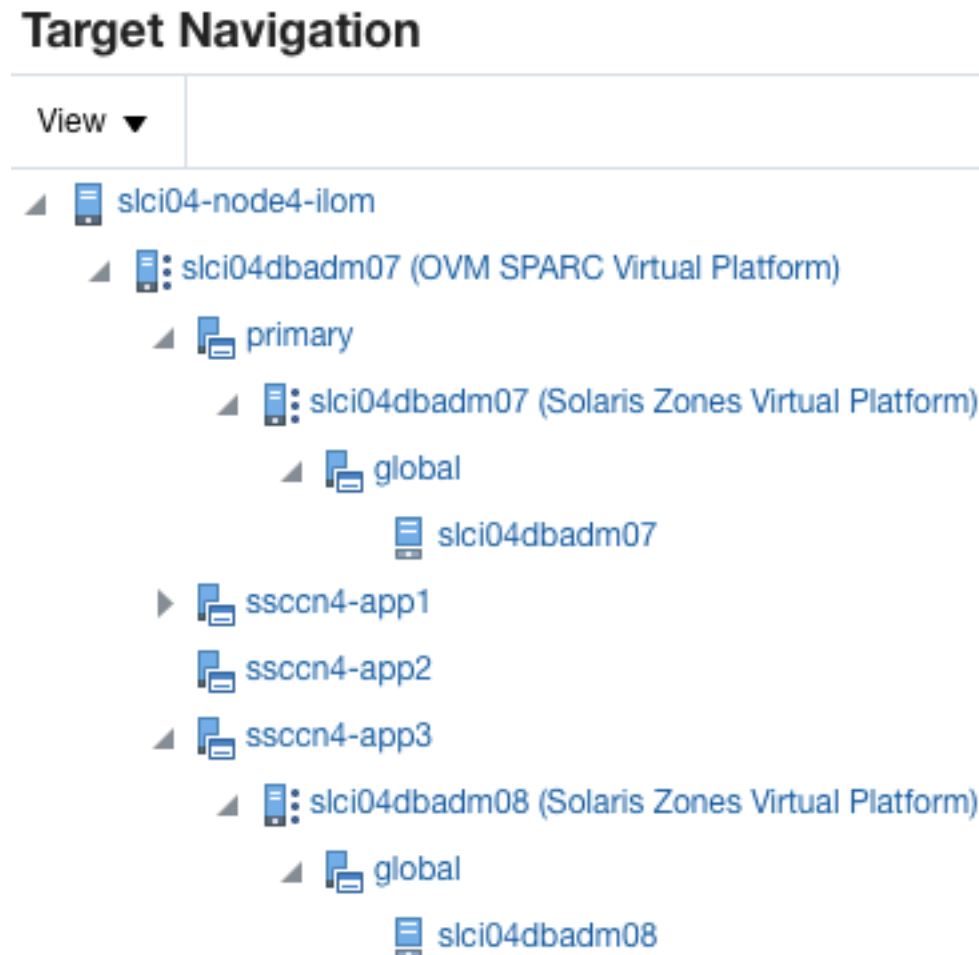 Target Navigation
View
slci04-node4-ilom
slci04dbadm07 (OVM SPARC Virtual Platform)
primary
slci04dbadm07 (Solaris Zones Virtual Platform)
global
slci04dbadm07
ssccn4-app1
ssccn4-app2
ssccn4-app3
slci04dbadm08 (Solaris Zones Virtual Platform)
global
slci04dbadm08